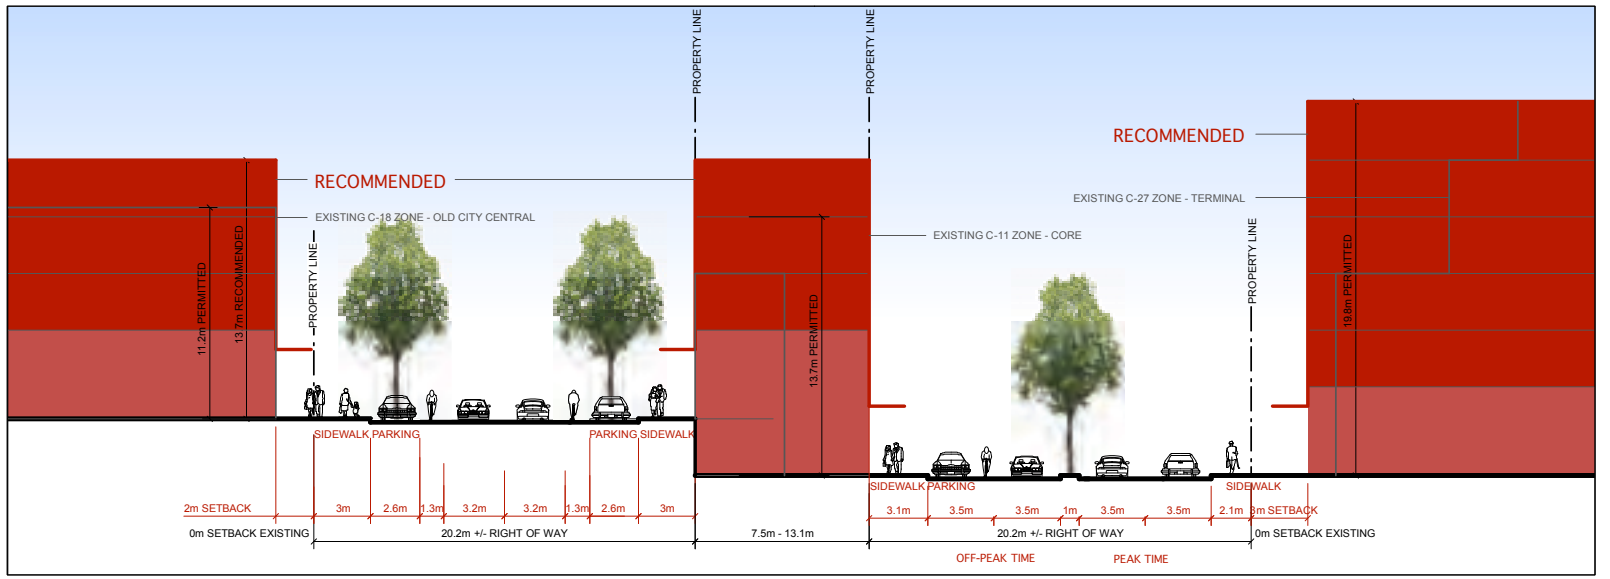 PROPERTY LINE
PROPERTY LINE
RECOMMENDED
RECOMMENDED
EXISTING C-27 ZONE - TERMINAL
EXISTING C-18 ZONE - OLD CITY CENTRAL
EXISTING C-11 ZONE - CORE
11.2m PERMITTED
13.7m RECOMMENDED
PROPERTY LINE
13.7m PERMITTED
PROPERTY LINE
19.8m PERMITTED
SIDEWALK PARKING
PARKING SIDEWALK
SIDEWALK PARKING
SIDEWALK
2m SETBACK
3m
2.6m
1.3m
3.2m
3.2m
1.3m
2.6m
3m
3.1m
3.5m
3.5m
1m
3.5m
3.5m
2.1m
3m SETBACK
0m SETBACK EXISTING
20.2m +/- RIGHT OF WAY
7.5m - 13.1m
20.2m +/- RIGHT OF WAY
0m SETBACK EXISTING
OFF-PEAK TIME
PEAK TIME